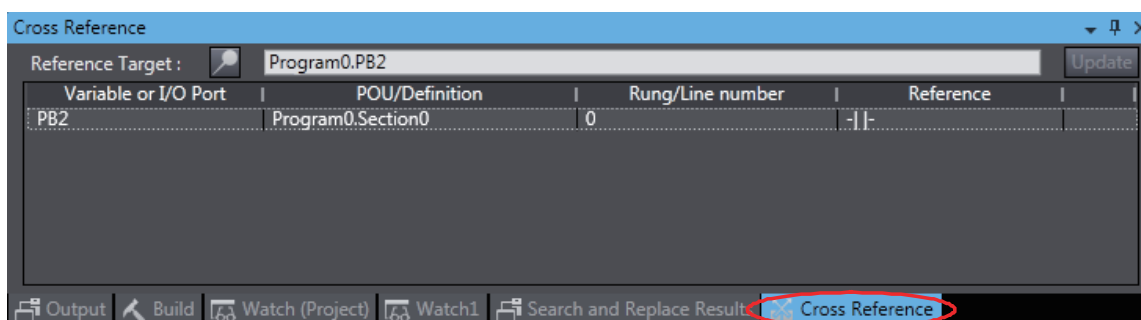 Cross Reference
Reference Target : Program0.PB2 Update
Variable or I/O Port POU/Definition Rung/Line number Reference
PB2 Program0.Section0 0 -| |-
Output Build Watch (Project) Watch1 Search and Replace Results Cross Reference